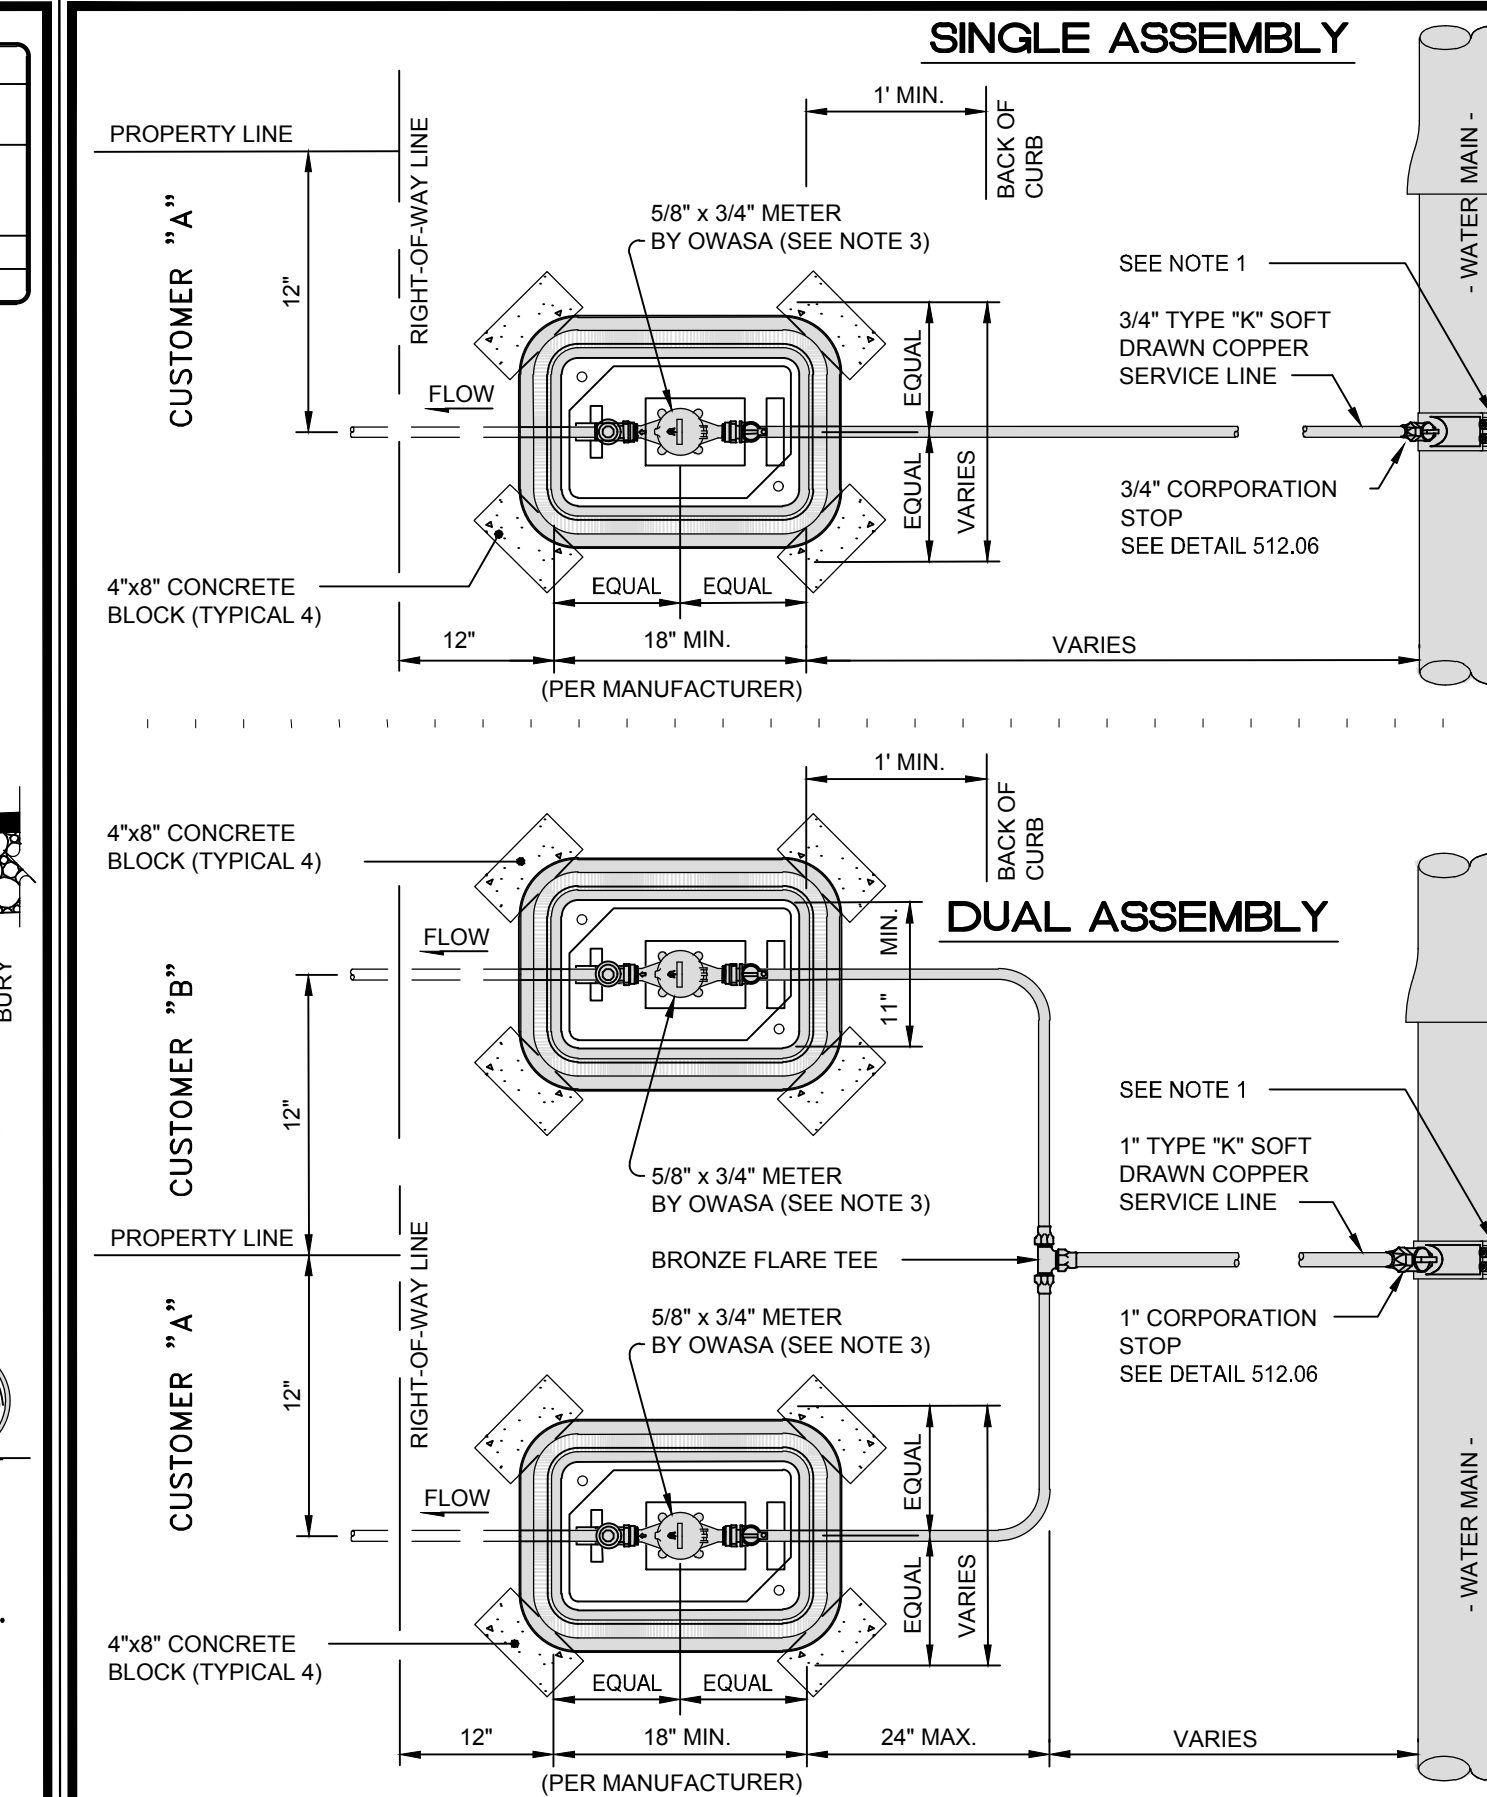 SINGLE ASSEMBLY
1' MIN.
BACK OF
CURB
PROPERTY LINE
RIGHT-OF-WAY LINE
CUSTOMER "A"
12"
5/8" x 3/4" METER
BY OWASA (SEE NOTE 3)
- WATER MAIN -
SEE NOTE 1
3/4" TYPE "K" SOFT
DRAWN COPPER
SERVICE LINE
FLOW
EQUAL
EQUAL
VARIES
3/4" CORPORATION
STOP
SEE DETAIL 512.06
4"x8" CONCRETE
BLOCK (TYPICAL 4)
EQUAL
EQUAL
12"
18" MIN.
VARIES
(PER MANUFACTURER)
1' MIN.
BACK OF
CURB
4"x8" CONCRETE
BLOCK (TYPICAL 4)
DUAL ASSEMBLY
FLOW
11" MIN.
BURY
CUSTOMER "B"
12"
SEE NOTE 1
1" TYPE "K" SOFT
DRAWN COPPER
SERVICE LINE
5/8" x 3/4" METER
BY OWASA (SEE NOTE 3)
PROPERTY LINE
RIGHT-OF-WAY LINE
BRONZE FLARE TEE
CUSTOMER "A"
12"
5/8" x 3/4" METER
BY OWASA (SEE NOTE 3)
1" CORPORATION
STOP
SEE DETAIL 512.06
FLOW
EQUAL
EQUAL
VARIES
- WATER MAIN -
4"x8" CONCRETE
BLOCK (TYPICAL 4)
EQUAL
EQUAL
12"
18" MIN.
24" MAX.
VARIES
(PER MANUFACTURER)